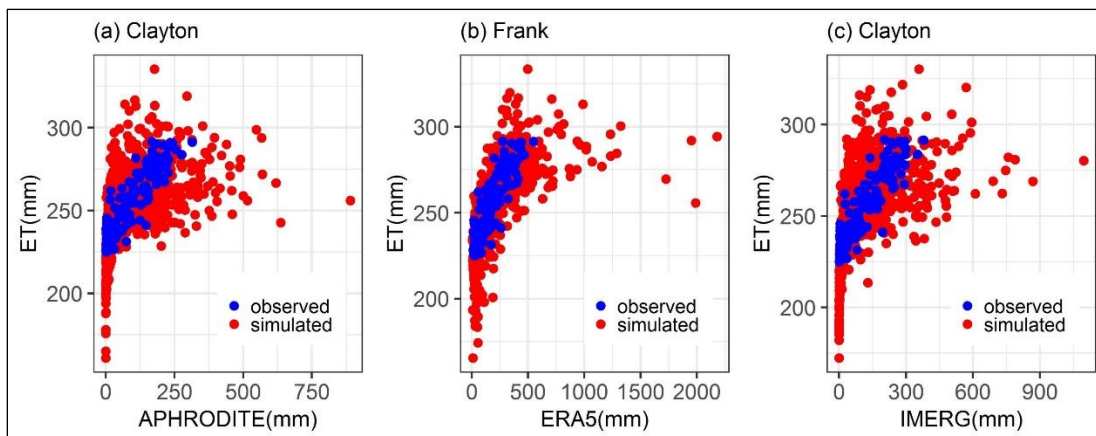 (a) Clayton
(b) Frank
(c) Clayton
ET(mm)
300
250
200
observed
simulated
0
250
500
750
APHRODITE(mm)
ET(mm)
300
250
200
observed
simulated
0
500
1000
1500
2000
ERA5(mm)
ET(mm)
300
250
200
observed
simulated
0
300
600
900
IMERG(mm)